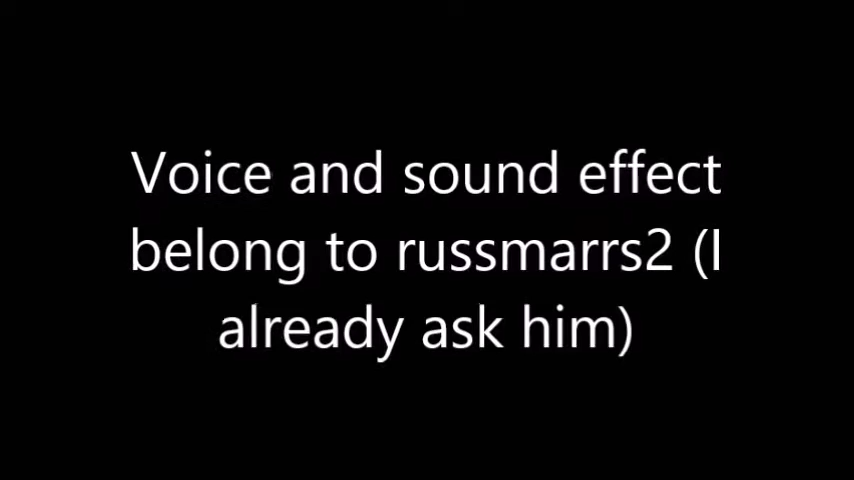 Voice and sound effect
belong to russmarrs2 (I
already ask him)